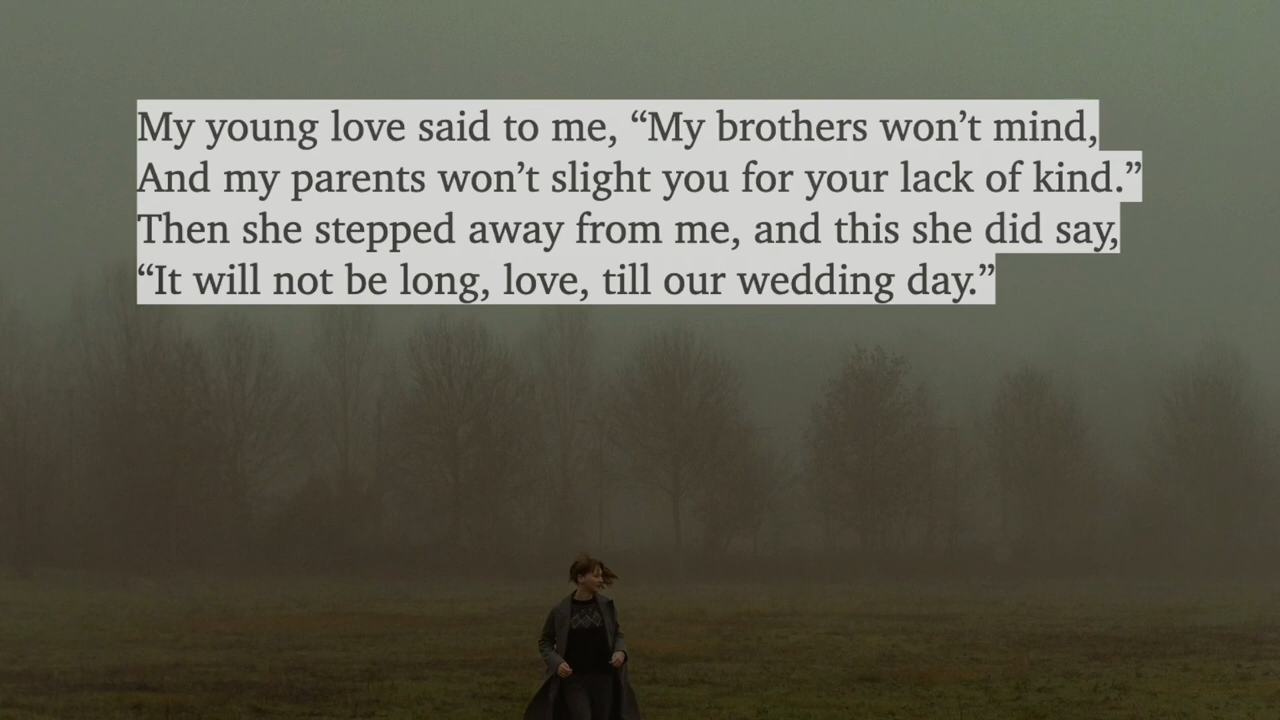 My young love said to me, “My brothers won’t mind,
And my parents won’t slight you for your lack of kind.”
Then she stepped away from me, and this she did say,
“It will not be long, love, till our wedding day.”